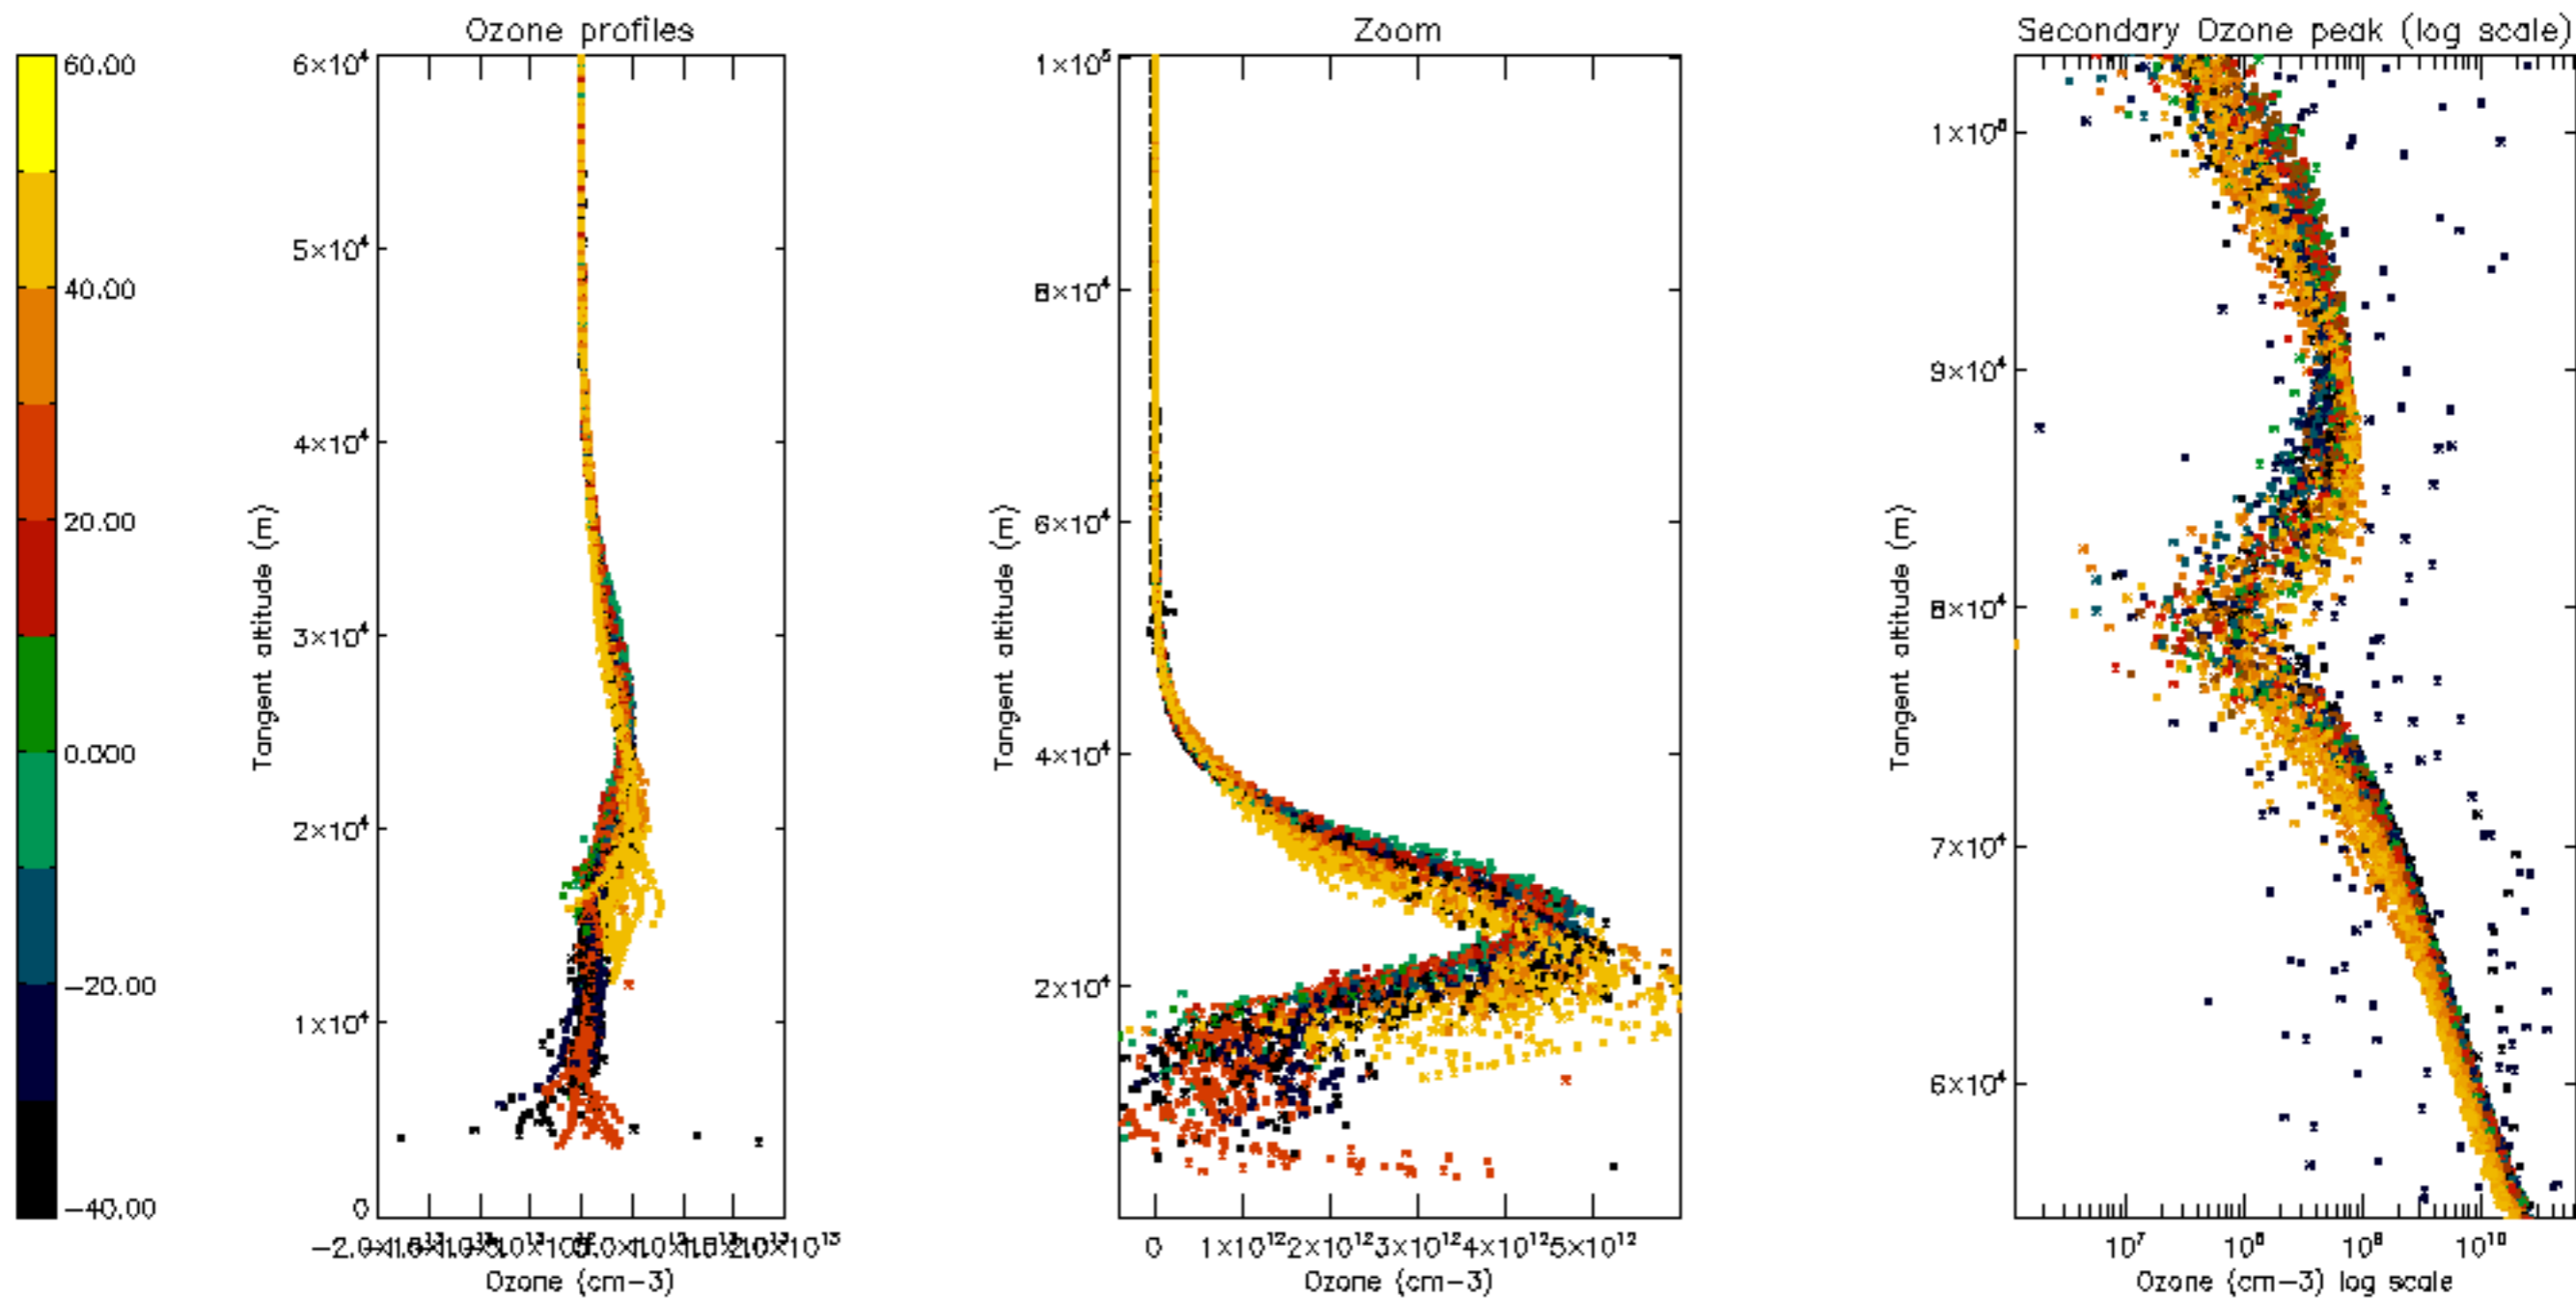 Ozone profiles
Zoom
Secondary Ozone peak (log scale)
60.00
40.00
20.00
0.000
−20.00
−40.00
Tangent altitude (m)
6×10⁴
5×10⁴
4×10⁴
3×10⁴
2×10⁴
1×10⁴
0
Ozone (cm−3)
Tangent altitude (m)
1×10⁵
8×10⁴
6×10⁴
4×10⁴
2×10⁴
0 1×10¹² 2×10¹² 3×10¹² 4×10¹² 5×10¹²
Ozone (cm−3)
Tangent altitude (m)
9×10⁴
8×10⁴
7×10⁴
6×10⁴
10⁷ 10⁸ 10⁹ 10¹⁰
Ozone (cm−3) log scale